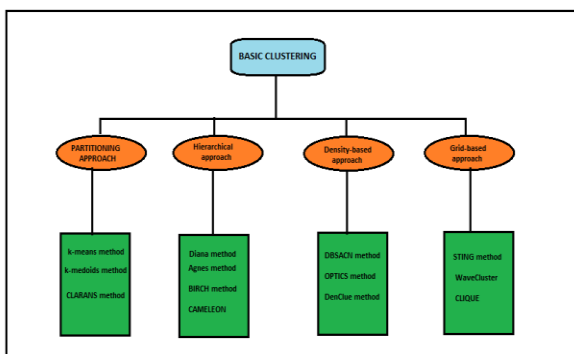 BASIC CLUSTERING
PARTITIONING
APPROACH
Hierarchical
approach
Density-based
approach
Grid-based
approach
k-means method
k-medoids method
CLARANS method
Diana method
Agnes method
BIRCH method
CAMELEON
DBSACN method
OPTICS method
DenClue method
STING method
WaveCluster
CLIQUE